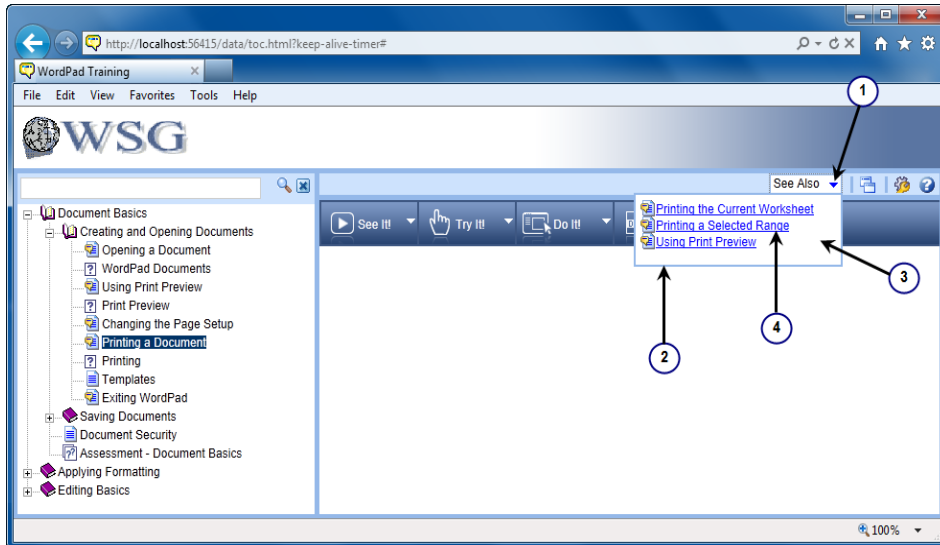 http://localhost:56415/data/toc.html?keep-alive-timer#
WordPad Training
File Edit View Favorites Tools Help
1
WSG
See Also
Document Basics
Creating and Opening Documents
Opening a Document
WordPad Documents
Using Print Preview
Print Preview
Changing the Page Setup
Printing a Document
Printing
Templates
Exiting WordPad
Saving Documents
Document Security
Assessment - Document Basics
Applying Formatting
Editing Basics
See It! Try It! Do It!
Printing the Current Worksheet
Printing a Selected Range
Using Print Preview
3
4
2
100%